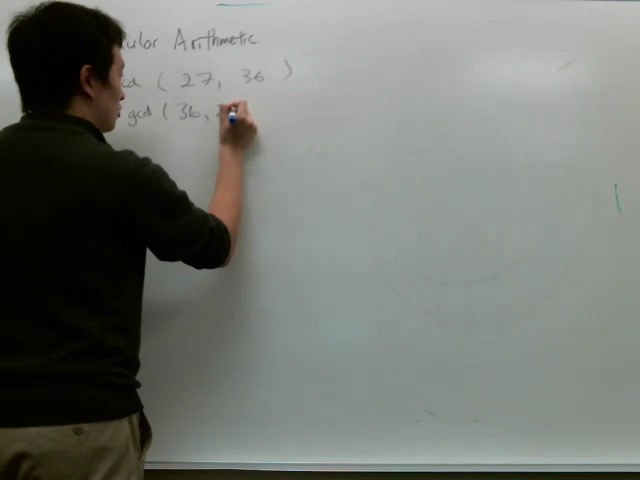 ular Arithmetic
( 27, 36 )
gcd ( 36,